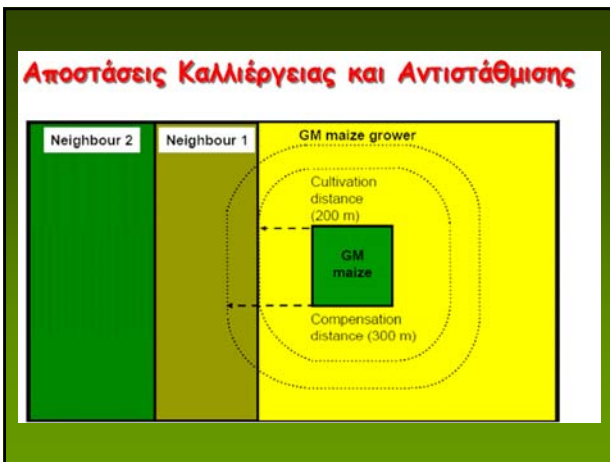 Αποστάσεις Καλλιέργειας και Αντιστάθμισης
Neighbour 2
Neighbour 1
GM maize grower
Cultivation
distance
(200 m)
GM
maize
Compensation
distance (300 m)